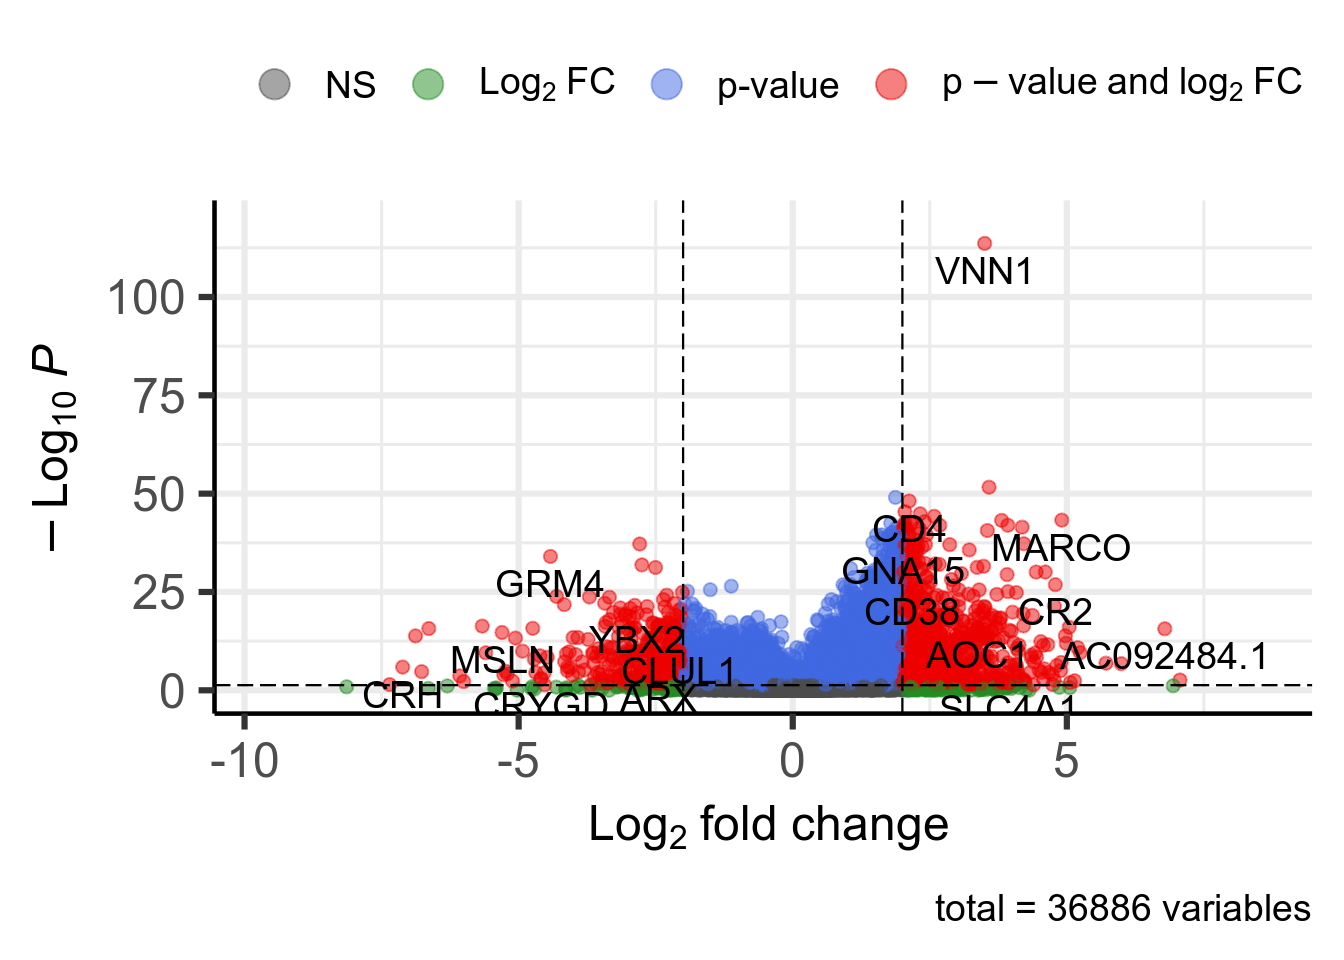 NS Log₂ FC p-value p – value and log₂ FC
VNN1
100
75
50
25
0
– Log₁₀ P
CD4
MARCO
GNA15
GRM4
CD38
CR2
YBX2
AOC1
AC092484.1
MSLN
CLUL1
CRH
CRYGD
ARX
SLC4A1
-10 -5 0 5
Log₂ fold change
total = 36886 variables